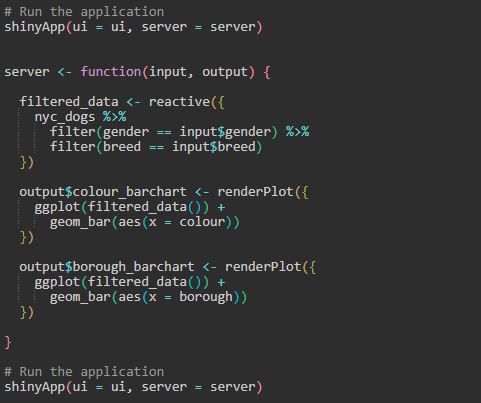 # Run the application
shinyApp(ui = ui, server = server)
server <- function(input, output) {
filtered_data <- reactive({
nyc_dogs %>%
filter(gender == input$gender) %>%
filter(breed == input$breed)
})
output$colour_barchart <- renderPlot({
ggplot(filtered_data()) +
geom_bar(aes(x = colour))
})
output$borough_barchart <- renderPlot({
ggplot(filtered_data()) +
geom_bar(aes(x = borough))
})
}
# Run the application
shinyApp(ui = ui, server = server)